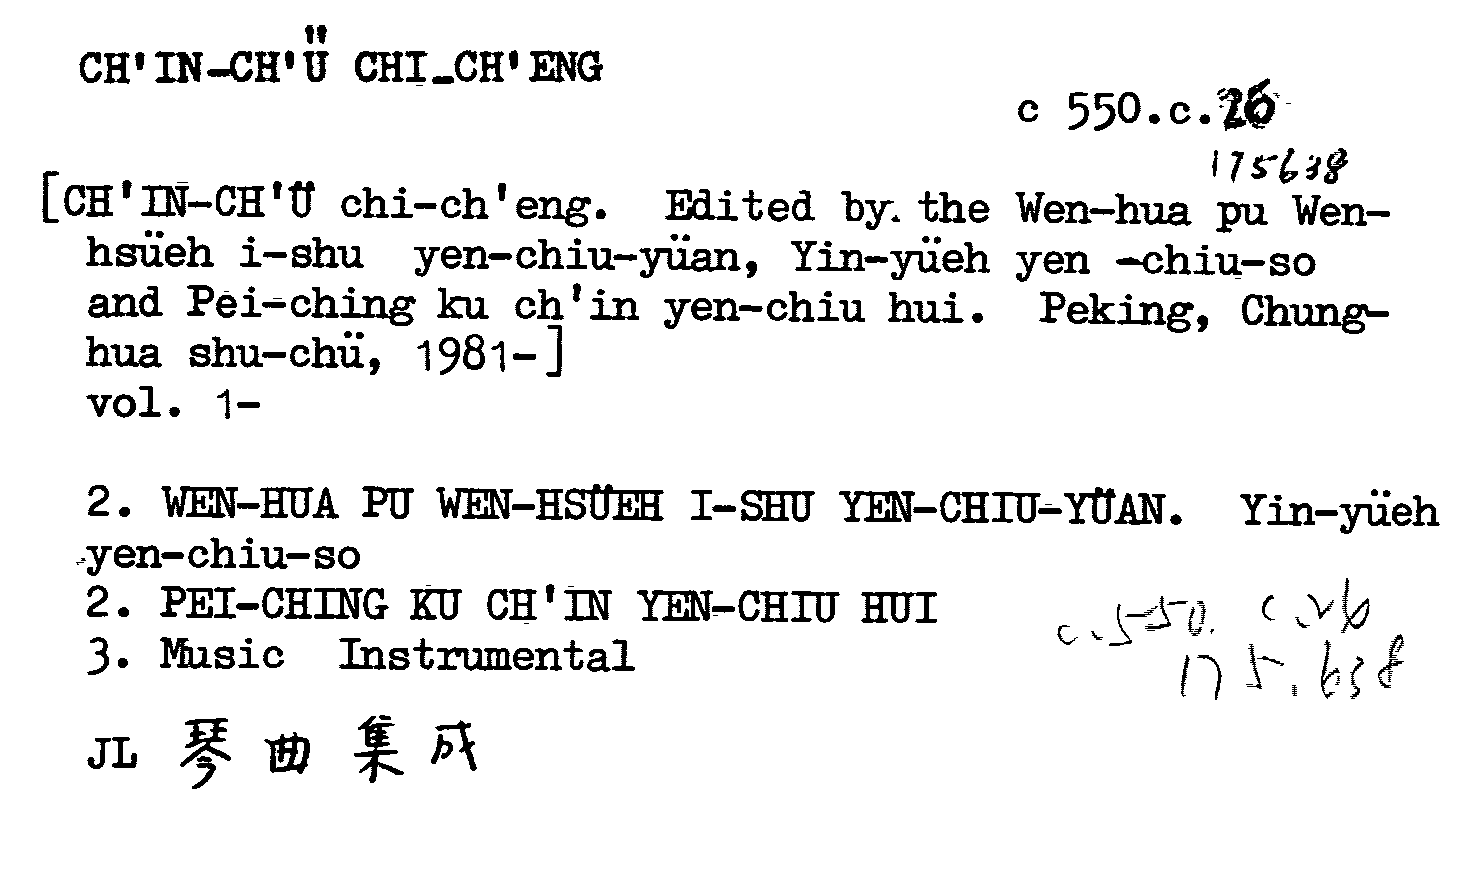 CH'IN-CH'Ü CHI-CH'ENG
c 550.c.26
175638
[CH'IN-CH'Ü chi-ch'eng. Edited by the Wen-hua pu Wen-
hsüeh i-shu yen-chiu-yüan, Yin-yüeh yen -chiu-so
and Pei-ching ku ch'in yen-chiu hui. Peking, Chung-
hua shu-chü, 1981-]
vol. 1-
2. WEN-HUA PU WEN-HSÜEH I-SHU YEN-CHIU-YÜAN. Yin-yüeh
yen-chiu-so
2. PEI-CHING KU CH'IN YEN-CHIU HUI
c.550. c.26
3. Music Instrumental
175.638
JL 琴曲集成